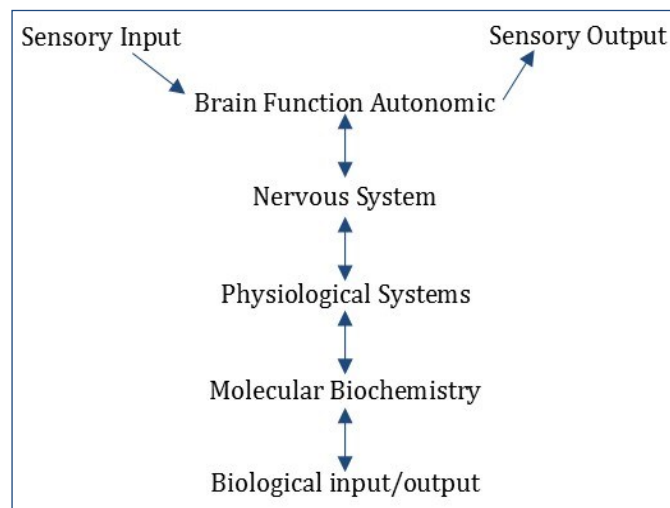 Sensory Input
Sensory Output
Brain Function Autonomic
Nervous System
Physiological Systems
Molecular Biochemistry
Biological input/output